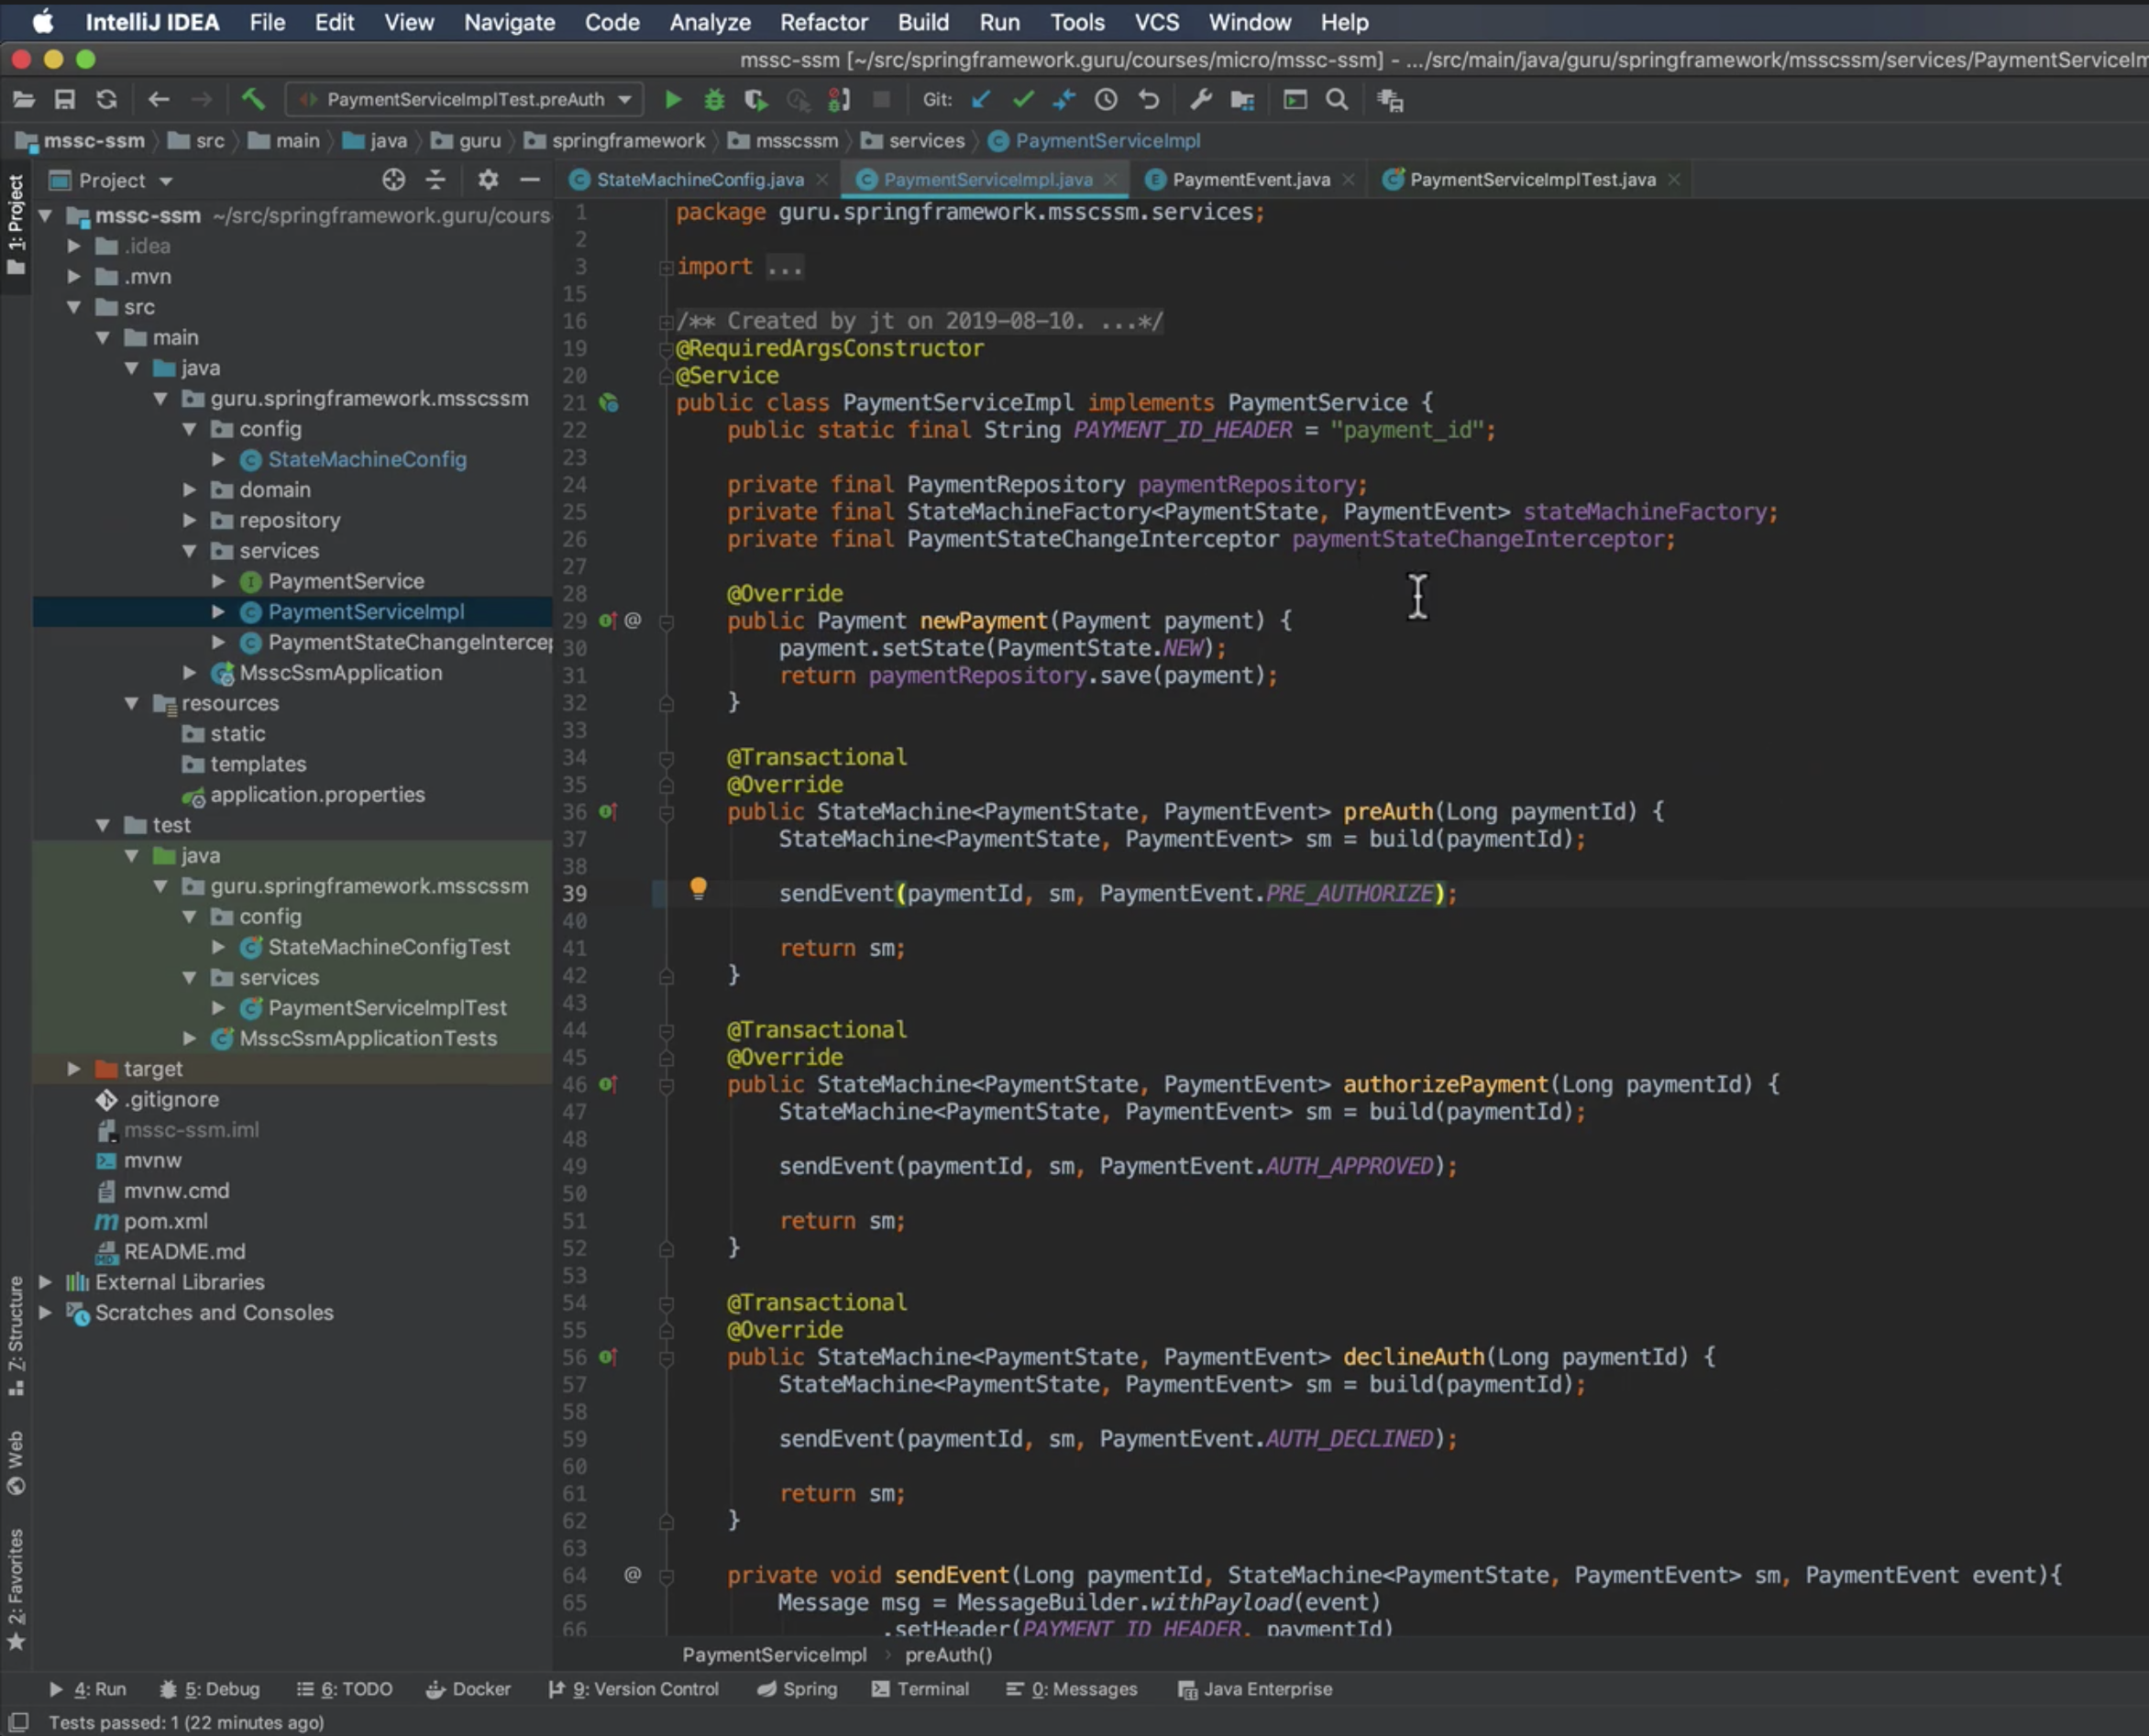 IntelliJ IDEA File Edit View Navigate Code Analyze Refactor Build Run Tools VCS Window Help
mssc-ssm [~/src/springframework.guru/courses/micro/mssc-ssm] - .../src/main/java/guru/springframework/msscssm/services/PaymentServiceIm
PaymentServiceImplTest.preAuth Git:
mssc-ssm src main java guru springframework msscssm services PaymentServiceImpl
1: Project
Project
StateMachineConfig.java PaymentServiceImpl.java PaymentEvent.java PaymentServiceImplTest.java
mssc-ssm ~/src/springframework.guru/cours
.idea
.mvn
src
main
java
guru.springframework.msscssm
config
StateMachineConfig
domain
repository
services
PaymentService
PaymentServiceImpl
PaymentStateChangeIntercep
MsscSsmApplication
resources
static
templates
application.properties
test
java
guru.springframework.msscssm
config
StateMachineConfigTest
services
PaymentServiceImplTest
MsscSsmApplicationTests
target
.gitignore
mssc-ssm.iml
mvnw
mvnw.cmd
pom.xml
README.md
External Libraries
Scratches and Consoles
Z: Structure
Web
2: Favorites
1 package guru.springframework.msscssm.services;
2
3 import ...
15
16 /** Created by jt on 2019-08-10. ...*/
19 @RequiredArgsConstructor
20 @Service
21 public class PaymentServiceImpl implements PaymentService {
22 public static final String PAYMENT_ID_HEADER = "payment_id";
23
24 private final PaymentRepository paymentRepository;
25 private final StateMachineFactory<PaymentState, PaymentEvent> stateMachineFactory;
26 private final PaymentStateChangeInterceptor paymentStateChangeInterceptor;
27
28 @Override
29 @ public Payment newPayment(Payment payment) {
30 payment.setState(PaymentState.NEW);
31 return paymentRepository.save(payment);
32 }
33
34 @Transactional
35 @Override
36 public StateMachine<PaymentState, PaymentEvent> preAuth(Long paymentId) {
37 StateMachine<PaymentState, PaymentEvent> sm = build(paymentId);
38
39 sendEvent(paymentId, sm, PaymentEvent.PRE_AUTHORIZE);
40
41 return sm;
42 }
43
44 @Transactional
45 @Override
46 public StateMachine<PaymentState, PaymentEvent> authorizePayment(Long paymentId) {
47 StateMachine<PaymentState, PaymentEvent> sm = build(paymentId);
48
49 sendEvent(paymentId, sm, PaymentEvent.AUTH_APPROVED);
50
51 return sm;
52 }
53
54 @Transactional
55 @Override
56 public StateMachine<PaymentState, PaymentEvent> declineAuth(Long paymentId) {
57 StateMachine<PaymentState, PaymentEvent> sm = build(paymentId);
58
59 sendEvent(paymentId, sm, PaymentEvent.AUTH_DECLINED);
60
61 return sm;
62 }
63
64 @ private void sendEvent(Long paymentId, StateMachine<PaymentState, PaymentEvent> sm, PaymentEvent event){
65 Message msg = MessageBuilder.withPayload(event)
66 .setHeader(PAYMENT_ID_HEADER, paymentId)
PaymentServiceImpl preAuth()
4: Run 5: Debug 6: TODO Docker 9: Version Control Spring Terminal 0: Messages Java Enterprise
Tests passed: 1 (22 minutes ago)